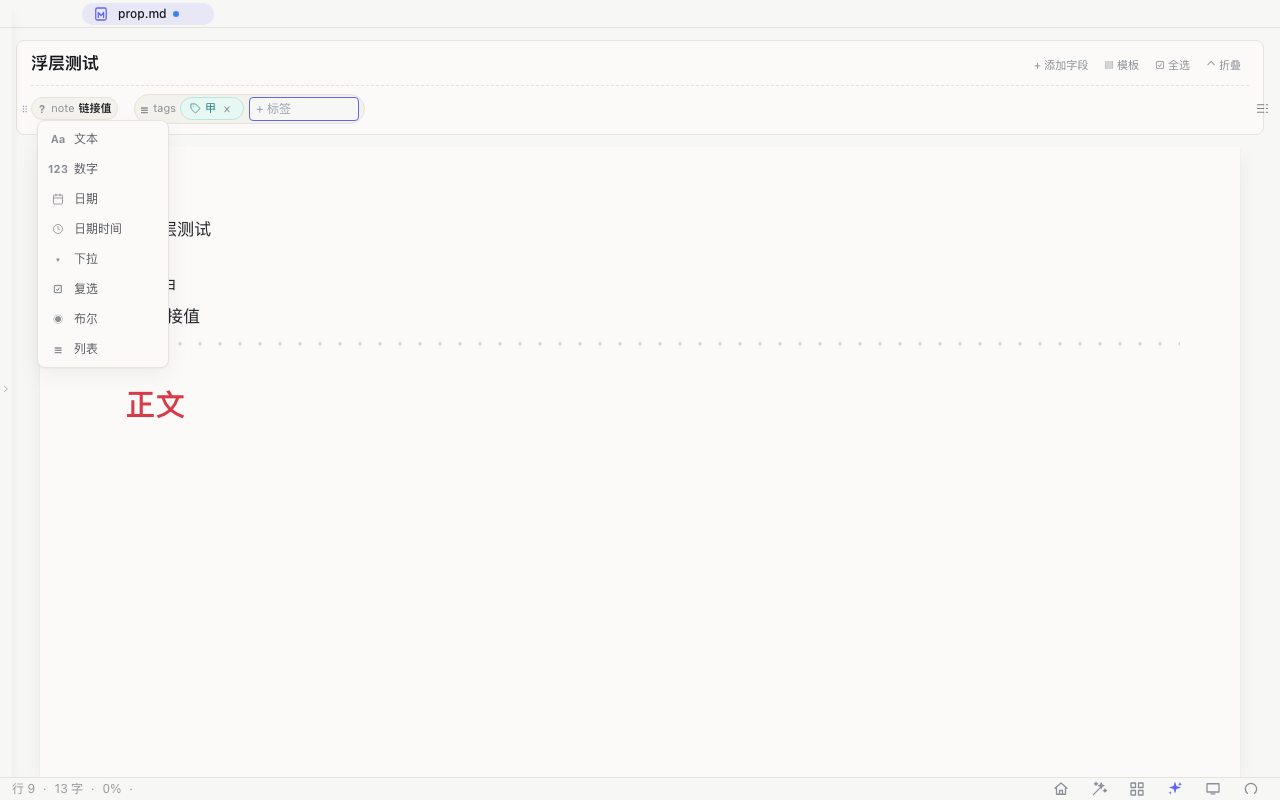 prop.md
浮层测试
+ 添加字段 模板 全选 折叠
? note 链接值 tags 甲 x + 标签
Aa 文本
123 数字
日期
日期时间
层测试
下拉
复选
接值
布尔
列表
正文
行 9 · 13 字 · 0% ·